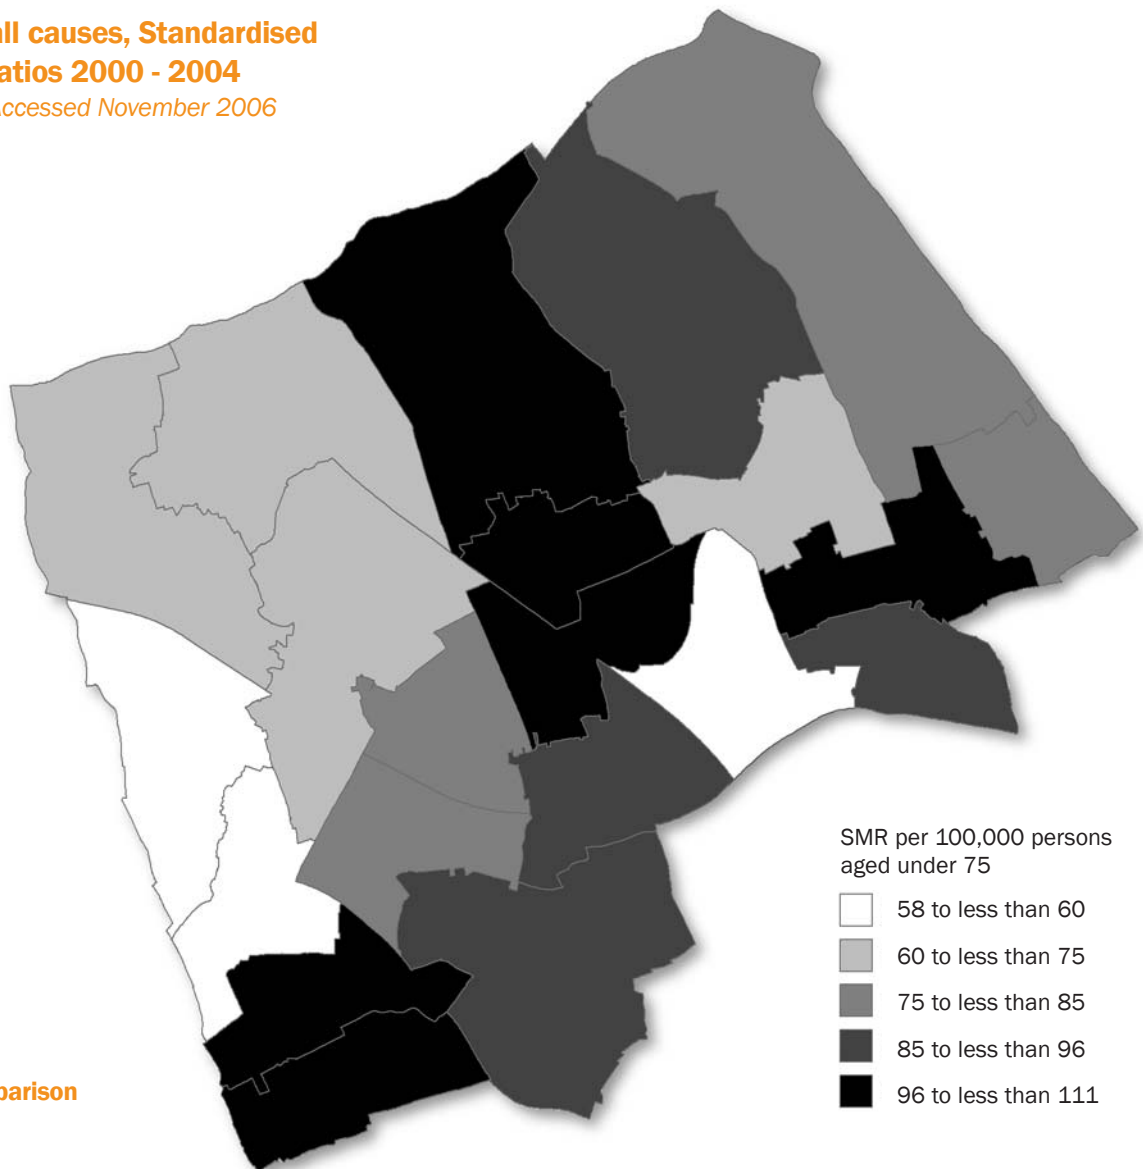 all causes, Standardised
atios 2000 - 2004
Accessed November 2006
SMR per 100,000 persons
aged under 75
58 to less than 60
60 to less than 75
75 to less than 85
85 to less than 96
96 to less than 111
parison